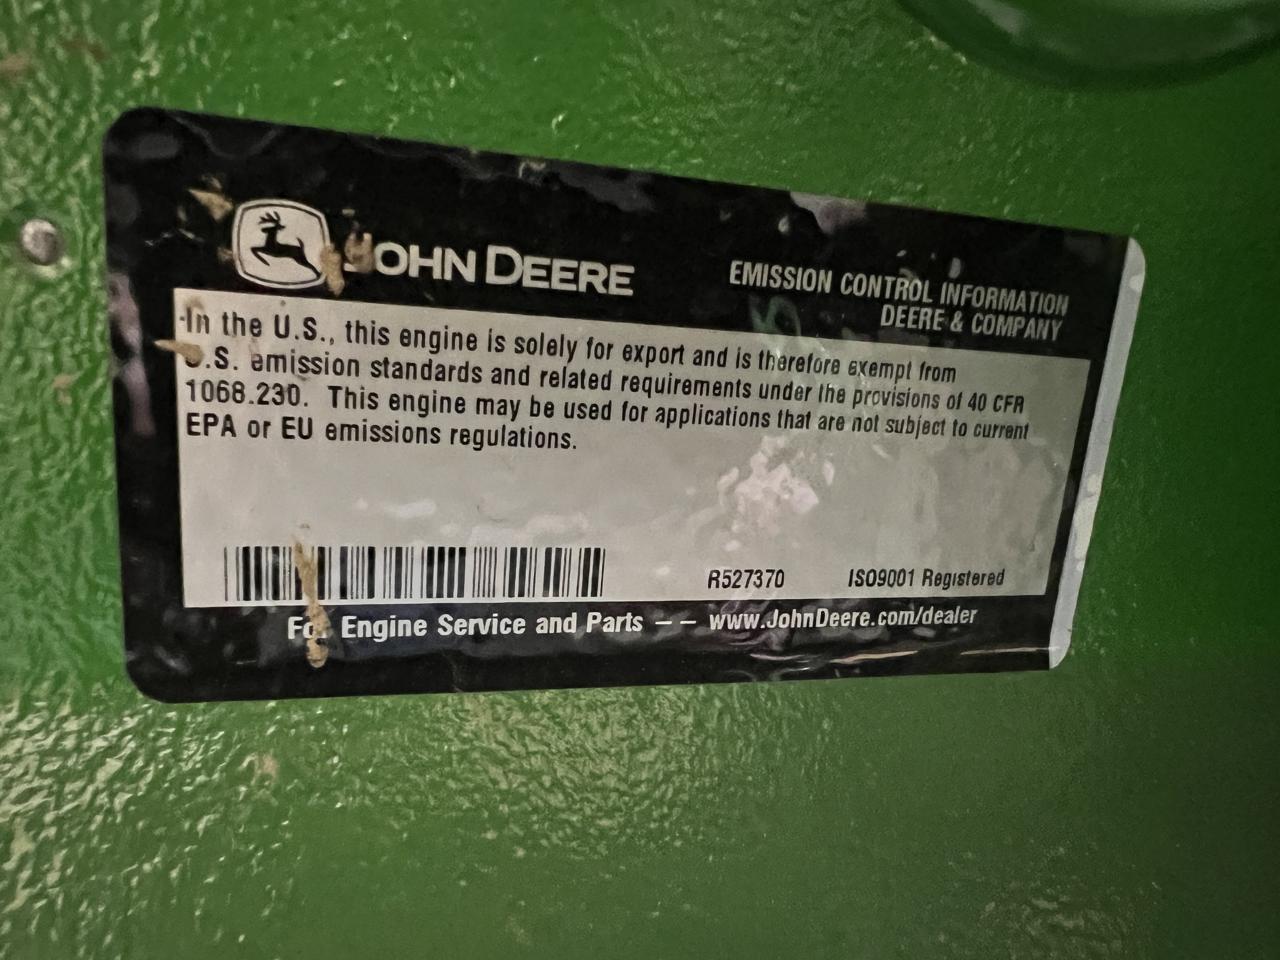 JOHN DEERE
EMISSION CONTROL INFORMATION
DEERE & COMPANY
-In the U.S., this engine is solely for export and is therefore exempt from
U.S. emission standards and related requirements under the provisions of 40 CFR
1068.230. This engine may be used for applications that are not subject to current
EPA or EU emissions regulations.
R527370
ISO9001 Registered
For Engine Service and Parts -- www.JohnDeere.com/dealer